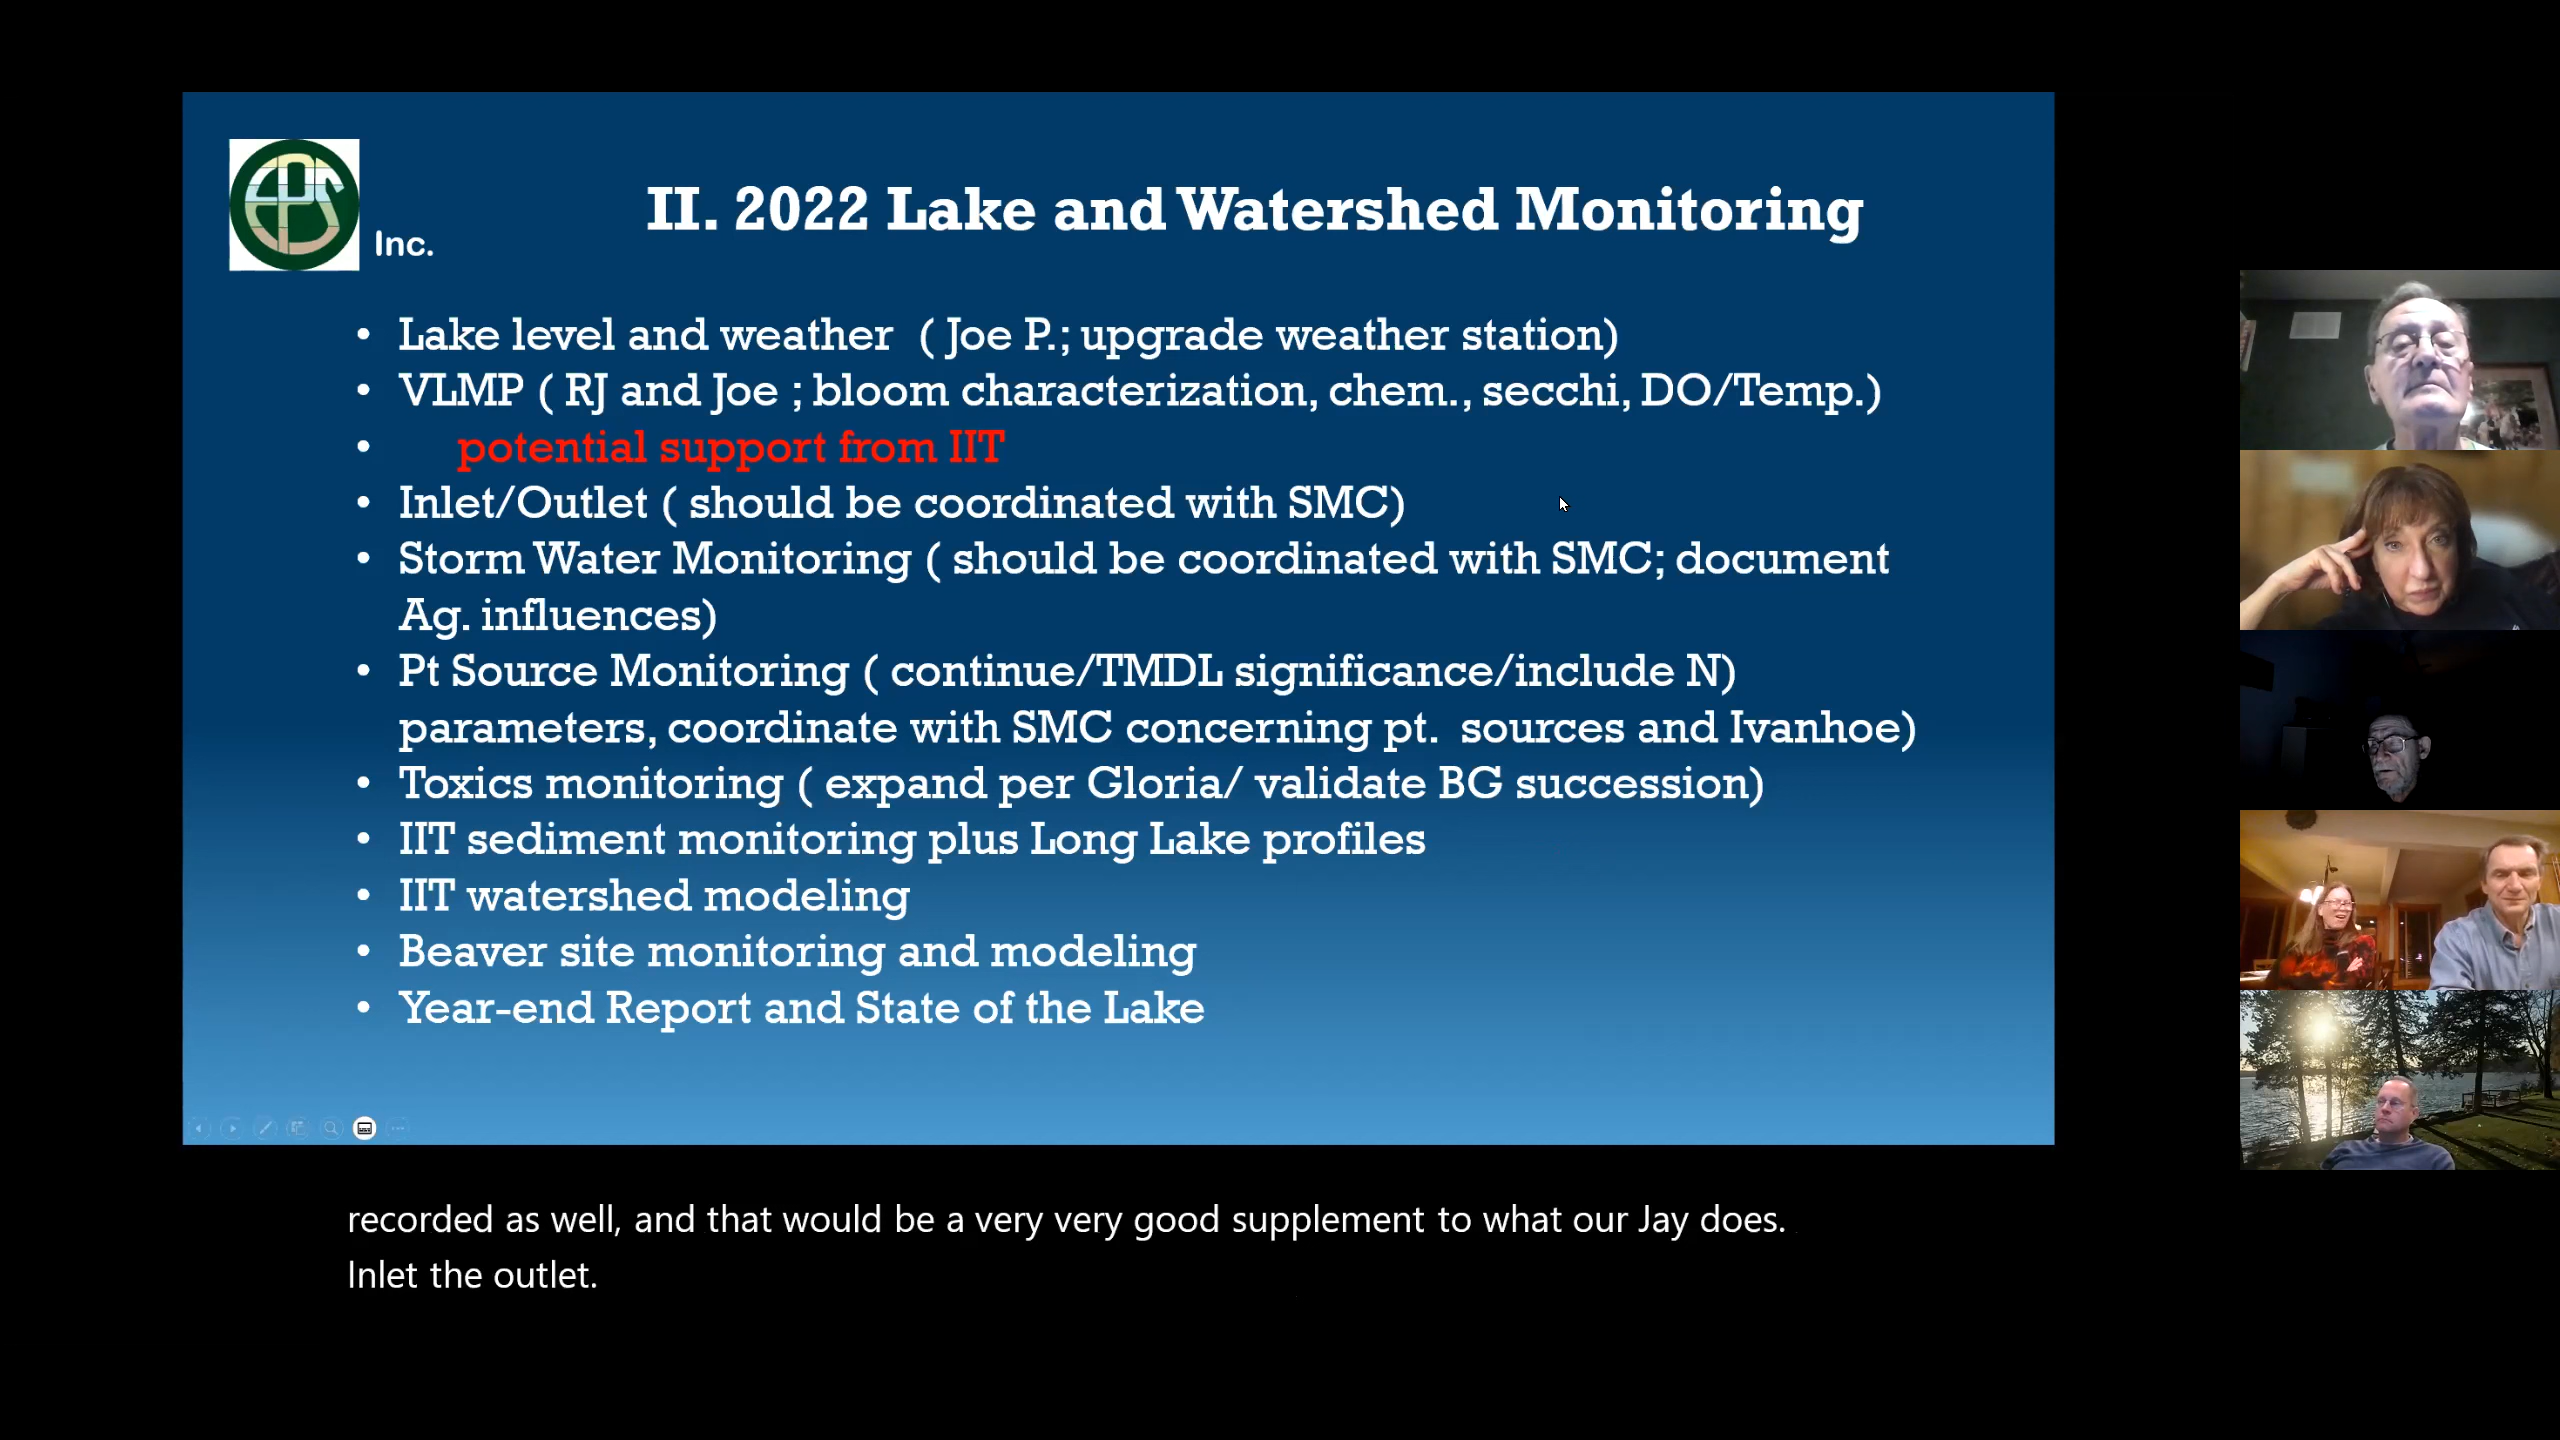 EPS
Inc.
II. 2022 Lake and Watershed Monitoring
• Lake level and weather ( Joe P.; upgrade weather station)
• VLMP ( RJ and Joe ; bloom characterization, chem., secchi, DO/Temp.)
• potential support from IIT
• Inlet/Outlet ( should be coordinated with SMC)
• Storm Water Monitoring ( should be coordinated with SMC; document
Ag. influences)
• Pt Source Monitoring ( continue/TMDL significance/include N)
parameters, coordinate with SMC concerning pt. sources and Ivanhoe)
• Toxics monitoring ( expand per Gloria/ validate BG succession)
• IIT sediment monitoring plus Long Lake profiles
• IIT watershed modeling
• Beaver site monitoring and modeling
• Year-end Report and State of the Lake
recorded as well, and that would be a very very good supplement to what our Jay does.
Inlet the outlet.